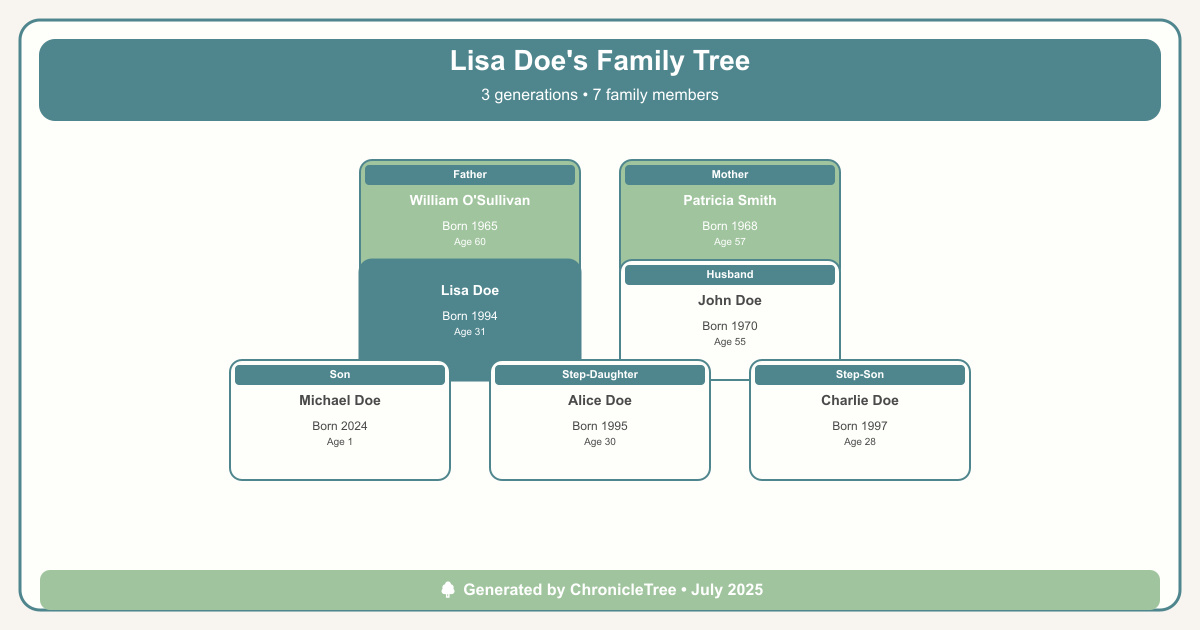 Lisa Doe's Family Tree
3 generations • 7 family members
Father
William O'Sullivan
Born 1965
Age 60
Mother
Patricia Smith
Born 1968
Age 57
Lisa Doe
Born 1994
Age 31
Husband
John Doe
Born 1970
Age 55
Son
Michael Doe
Born 2024
Age 1
Step-Daughter
Alice Doe
Born 1995
Age 30
Step-Son
Charlie Doe
Born 1997
Age 28
Generated by ChronicleTree • July 2025